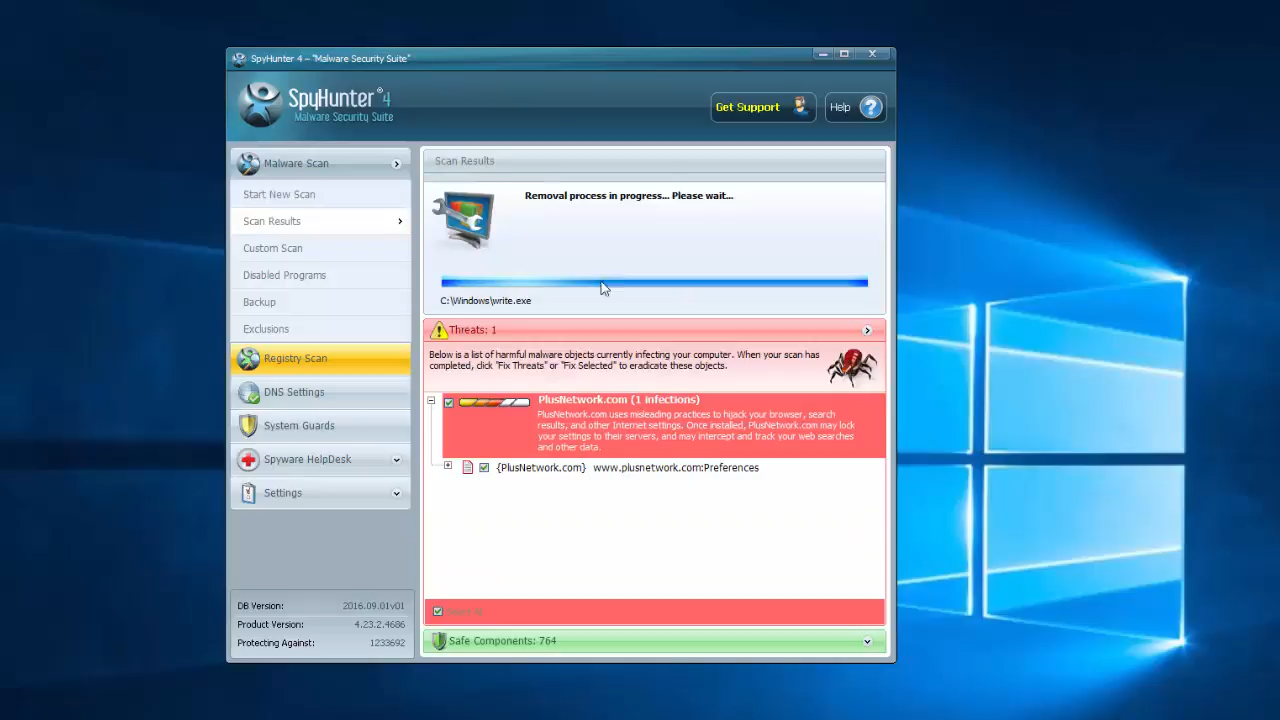 SpyHunter 4 – "Malware Security Suite"
SpyHunter® 4
Malware Security Suite
Get Support
Help
?
Malware Scan
Start New Scan
Scan Results
Custom Scan
Disabled Programs
Backup
Exclusions
Registry Scan
DNS Settings
System Guards
Spyware HelpDesk
Settings
DB Version: 2016.09.01v01
Product Version: 4.23.2.4686
Protecting Against: 1233692
Scan Results
Removal process in progress... Please wait...
C:\Windows\write.exe
Threats: 1
Below is a list of harmful malware objects currently infecting your computer. When your scan has
completed, click "Fix Threats" or "Fix Selected" to eradicate these objects.
PlusNetwork.com (1 infections)
PlusNetwork.com uses misleading practices to hijack your browser, search
results, and other Internet settings. Once installed, PlusNetwork.com may lock
your settings to their servers, and may intercept and track your web searches
and other data.
{PlusNetwork.com} www.plusnetwork.com:Preferences
Safe Components: 764